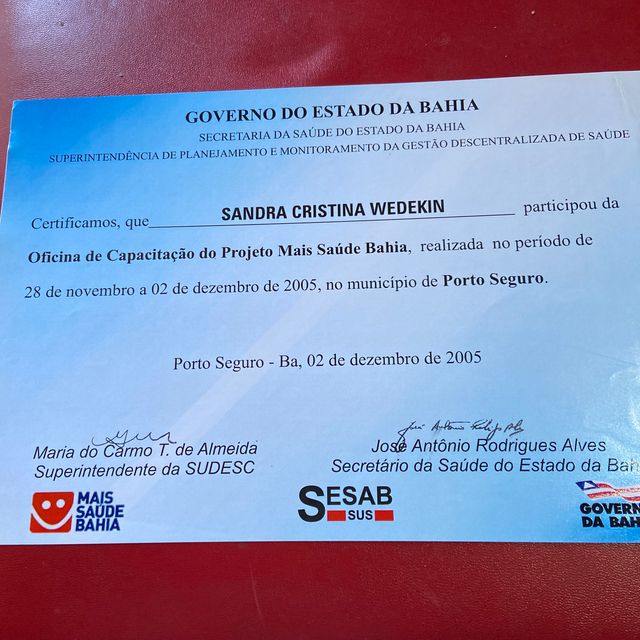 GOVERNO DO ESTADO DA BAHIA
SECRETARIA DA SAÚDE DO ESTADO DA BAHIA
SUPERINTENDÊNCIA DE PLANEJAMENTO E MONITORAMENTO DA GESTÃO DESCENTRALIZADA DE SAÚDE
Certificamos, que SANDRA CRISTINA WEDEKIN participou da
Oficina de Capacitação do Projeto Mais Saúde Bahia, realizada no período de
28 de novembro a 02 de dezembro de 2005, no município de Porto Seguro.
Porto Seguro - Ba, 02 de dezembro de 2005
Maria do Carmo T. de Almeida
Superintendente da SUDESC
José Antônio Rodrigues Alves
Secretário da Saúde do Estado da Bah
MAIS
SAÚDE
BAHIA
SESAB
SUS
GOVERN
DA BAH